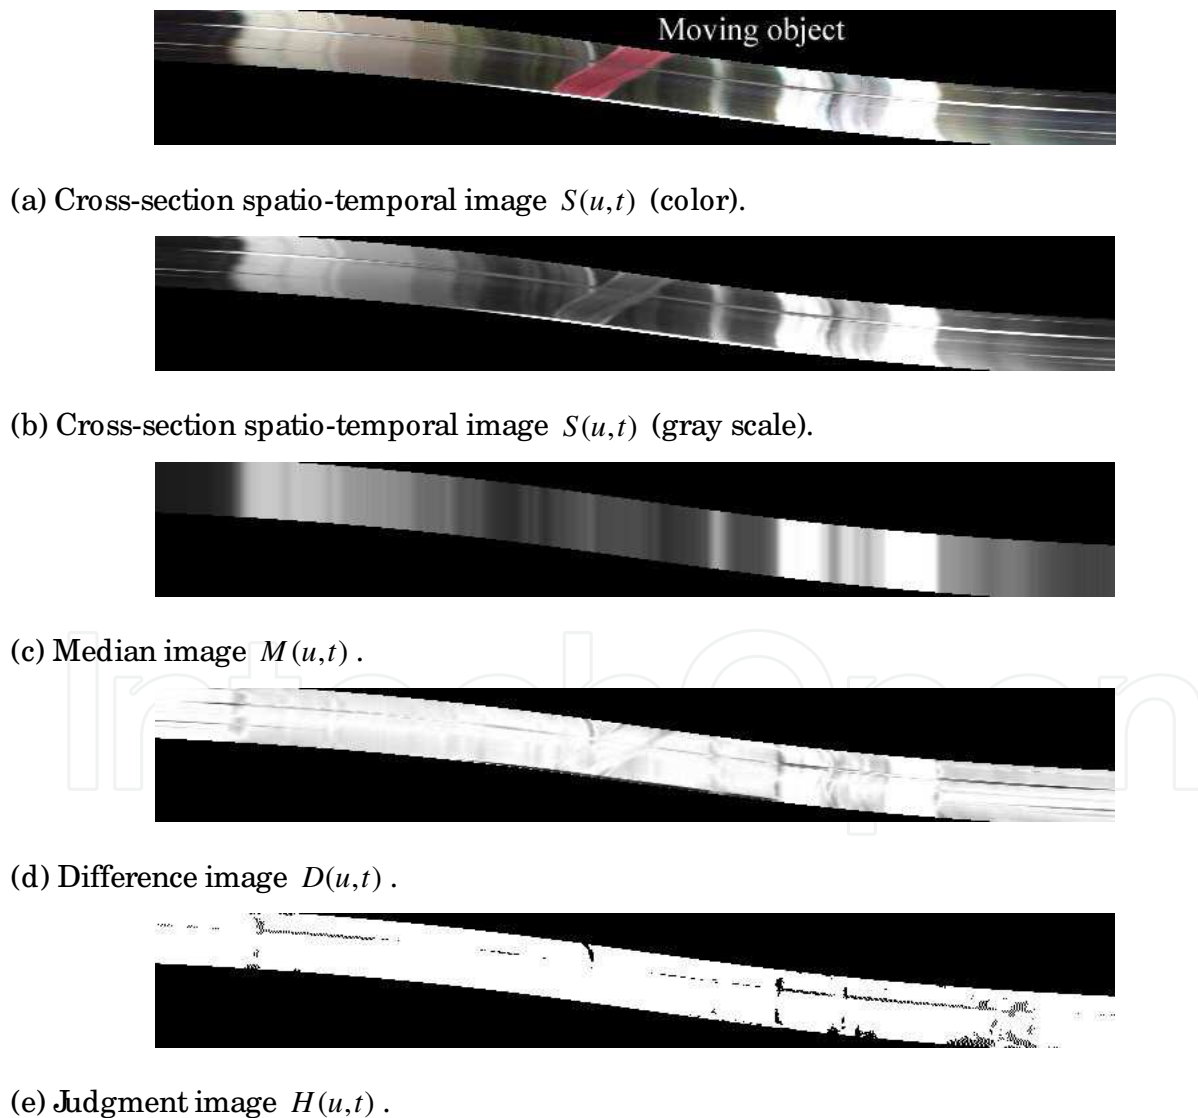 Moving object
(a) Cross-section spatio-temporal image S(u,t) (color).
(b) Cross-section spatio-temporal image S(u,t) (gray scale).
(c) Median image M(u,t) .
IntechOpen
(d) Difference image D(u,t) .
(e) Judgment image H(u,t) .